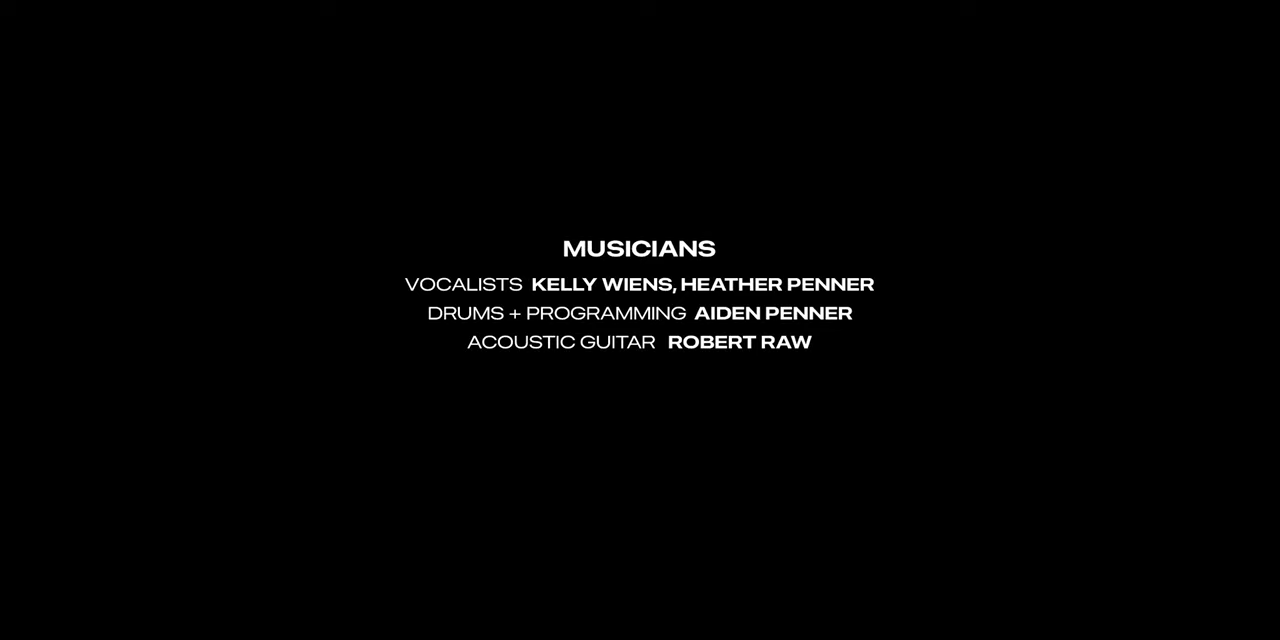 MUSICIANS
VOCALISTS KELLY WIENS, HEATHER PENNER
DRUMS + PROGRAMMING AIDEN PENNER
ACOUSTIC GUITAR ROBERT RAW